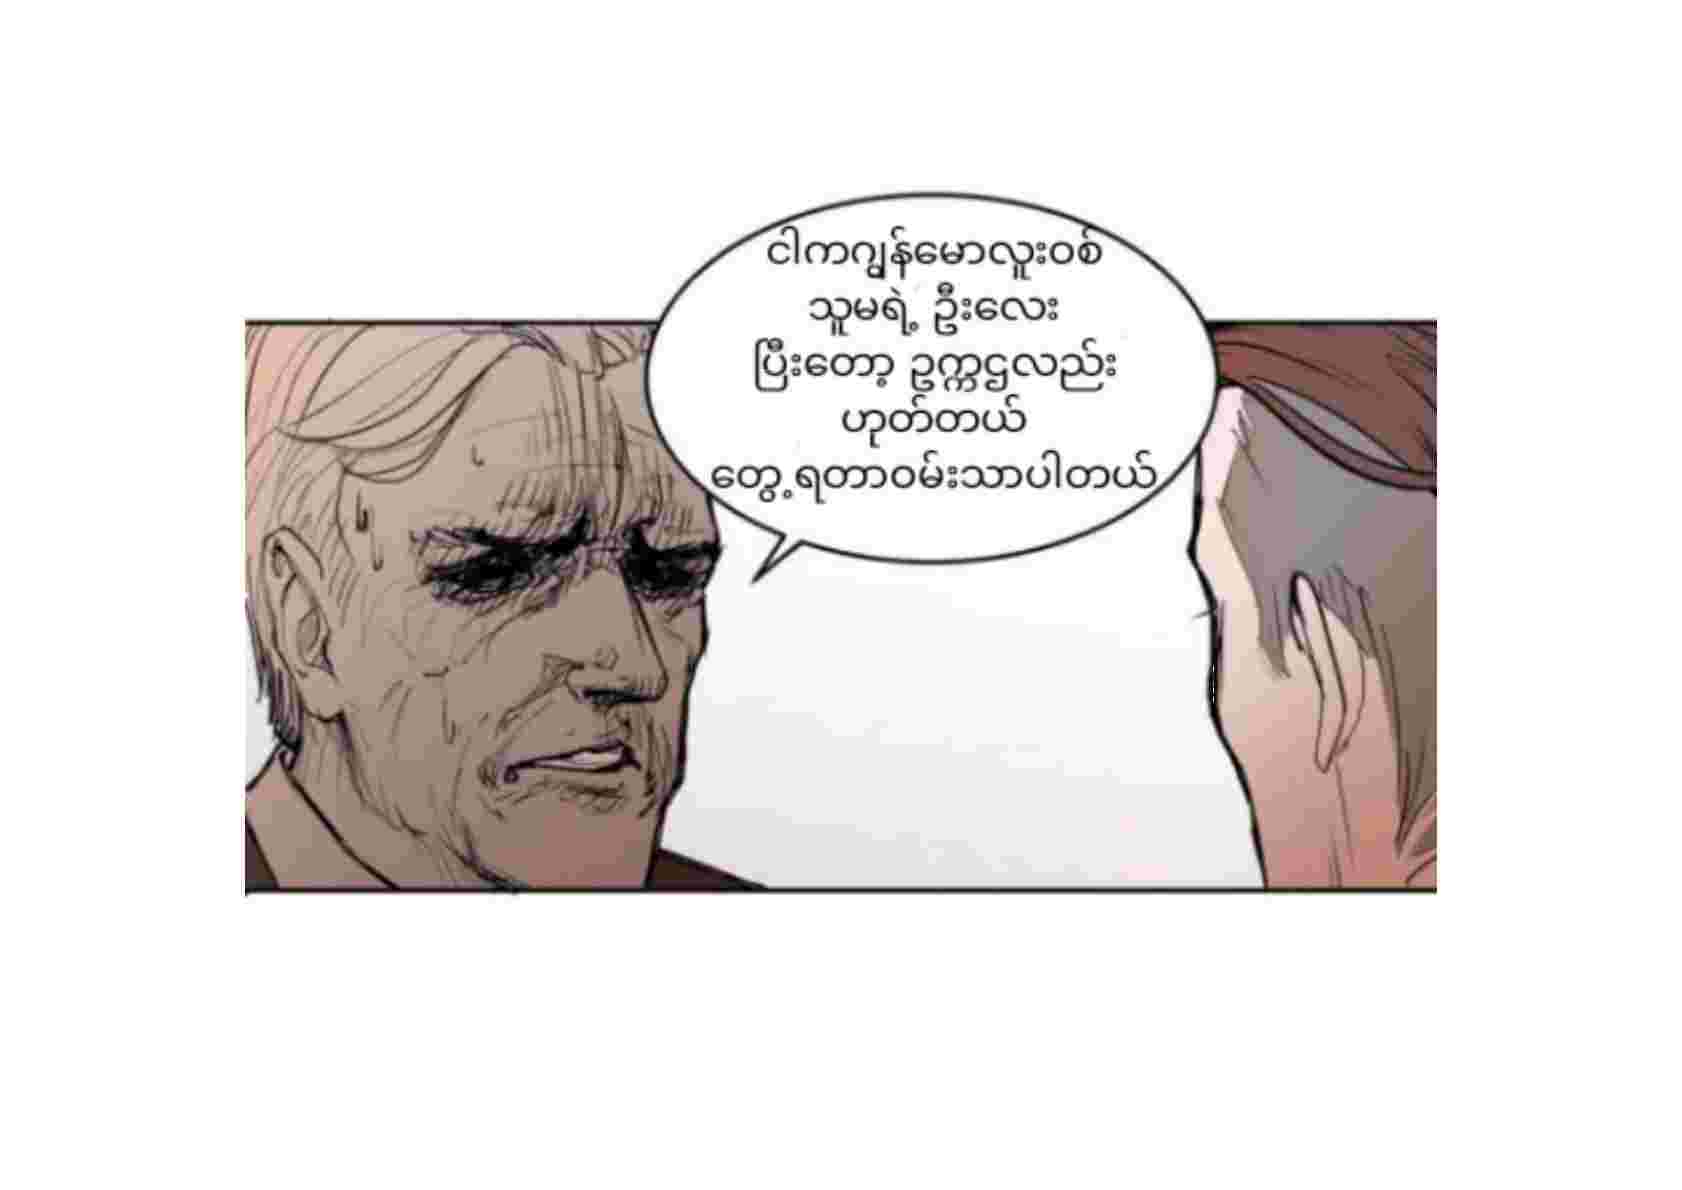 ငါကဂျွန်မောလူးဝစ်
သူမရဲ့ ဦးလေး
ပြီးတော့ ဥက္ကဌလည်း
ဟုတ်တယ်
တွေ့ရတာဝမ်းသာပါတယ်